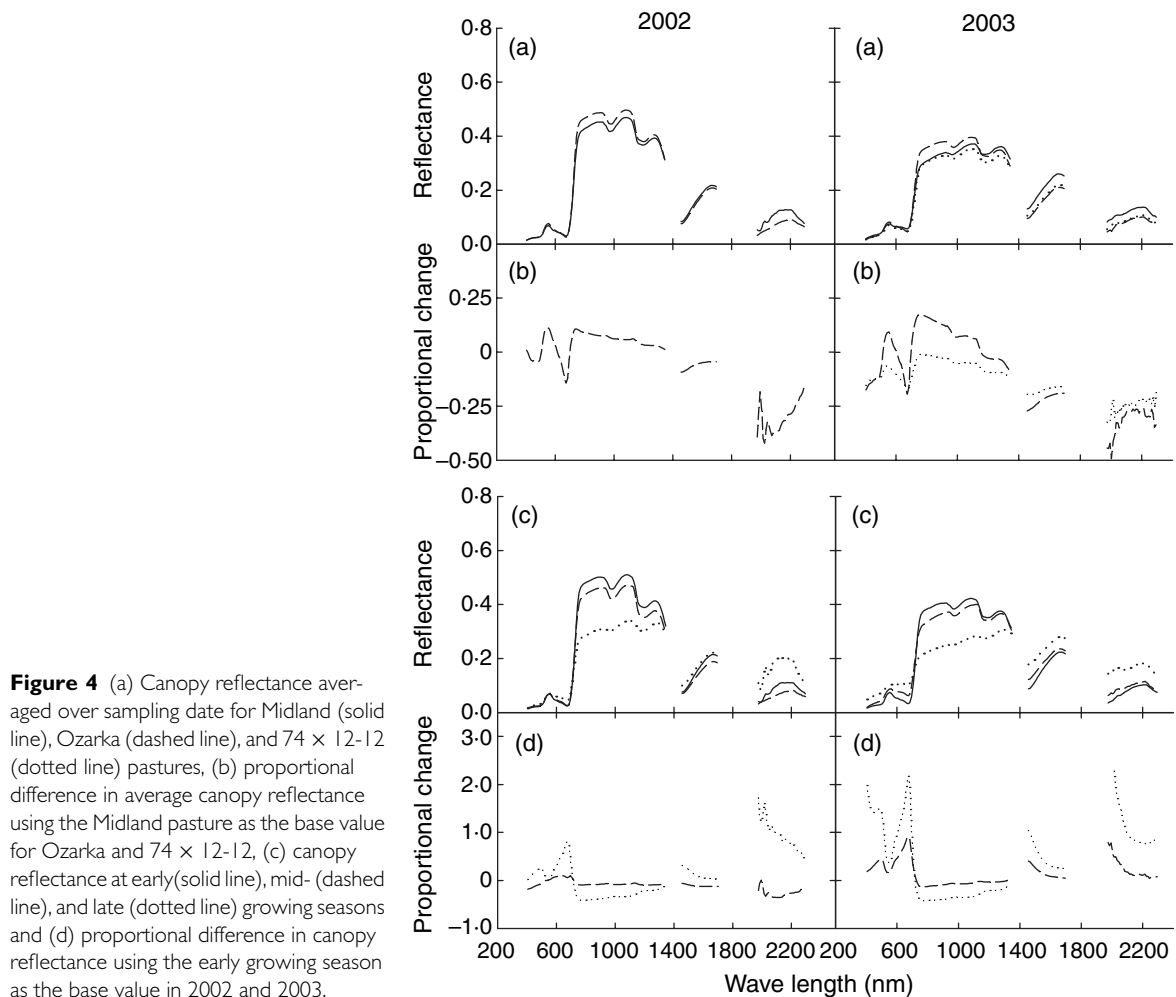 2002 2003
(a) (a)
0·8
0·6
0·4
0·2
0·0
Reflectance
(b) (b)
0·25
0
−0·25
−0·50
Proportional change
(c) (c)
0·8
0·6
0·4
0·2
0·0
Reflectance
(d) (d)
3·0
2·0
1·0
0
−1·0
Proportional change
200 600 1000 1400 1800 2200 200 600 1000 1400 1800 2200
Wave length (nm)
Figure 4 (a) Canopy reflectance aver-
aged over sampling date for Midland (solid
line), Ozarka (dashed line), and 74 × 12-12
(dotted line) pastures, (b) proportional
difference in average canopy reflectance
using the Midland pasture as the base value
for Ozarka and 74 × 12-12, (c) canopy
reflectance at early(solid line), mid- (dashed
line), and late (dotted line) growing seasons
and (d) proportional difference in canopy
reflectance using the early growing season
as the base value in 2002 and 2003.